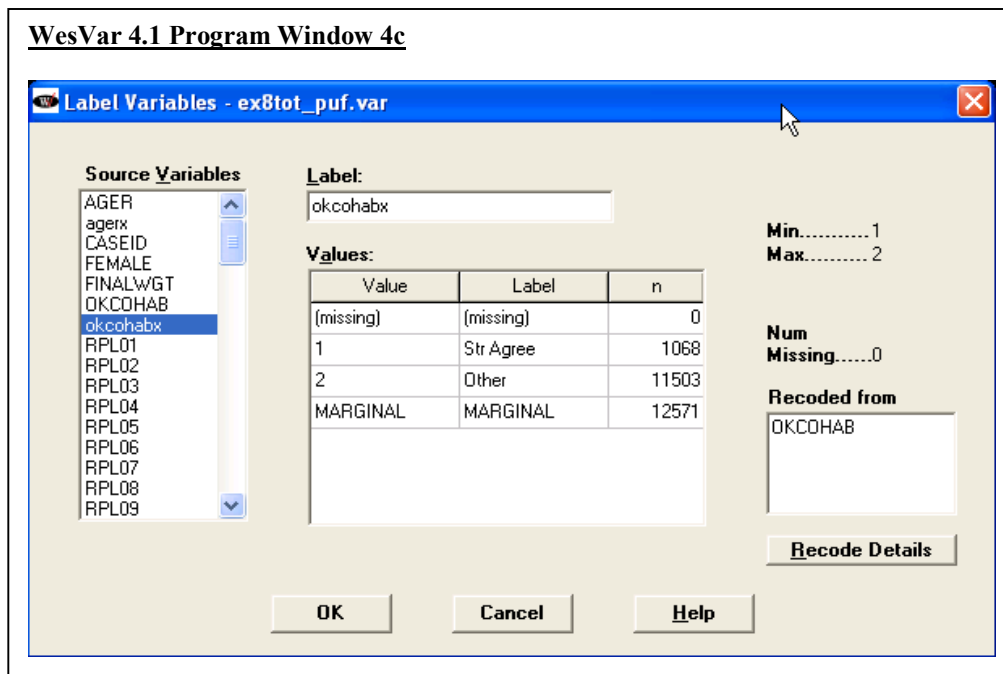 WesVar 4.1 Program Window 4c
Label Variables - ex8tot_puf.var
Source Variables
AGER
agerx
CASEID
FEMALE
FINALWGT
OKCOHAB
okcohabx
RPL01
RPL02
RPL03
RPL04
RPL05
RPL06
RPL07
RPL08
RPL09
Label:
okcohabx
Values:
Value Label n
(missing) (missing) 0
1 Str Agree 1068
2 Other 11503
MARGINAL MARGINAL 12571
Min...........1
Max.......... 2
Num
Missing......0
Recoded from
OKCOHAB
Recode Details
OK Cancel Help